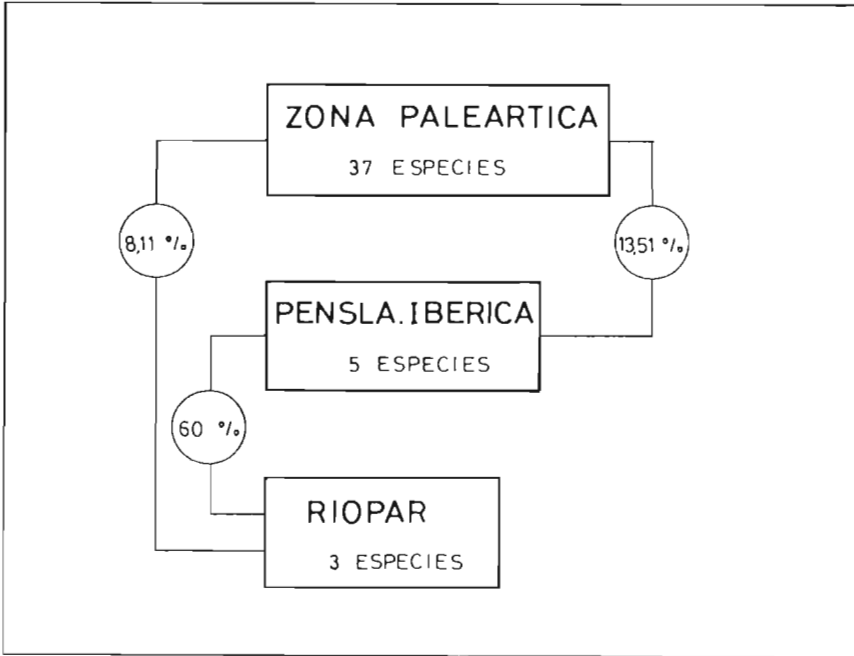 ZONA PALEARTICA
37 ESPECIES
8,11 %
13,51 %
PENSLA. IBERICA
5 ESPECIES
60 %
RIOPAR
3 ESPECIES